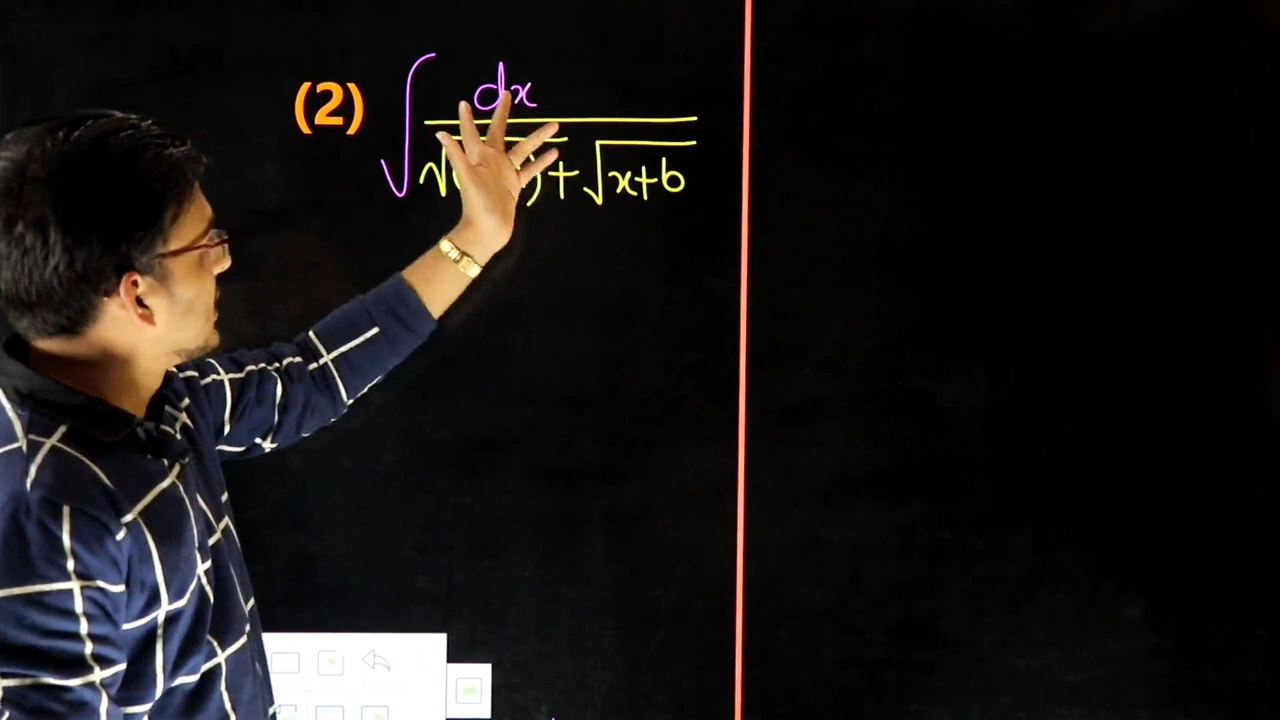 (2) ∫ dx
√( ) + √x+b